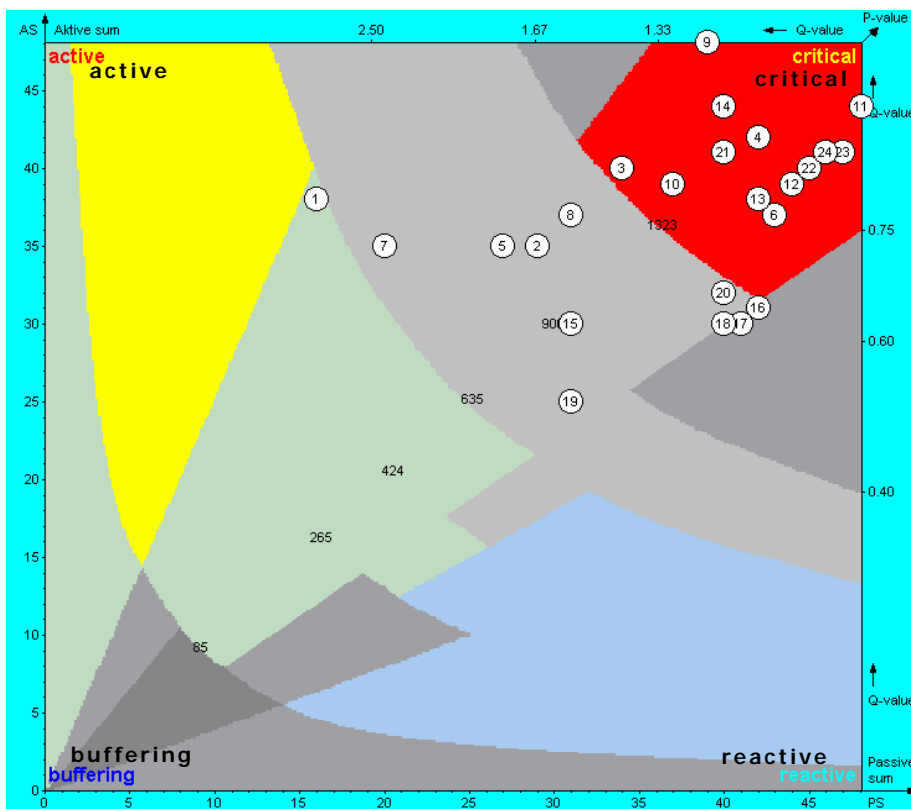 AS Aktive sum 2.50 1.67 1.33 Q-value P-value
active critical
active critical
Q-value
9
45 14 11
4
21 24 23
40 3 22
10 12
1 13
8 6
1323 0.75
35 7 5 2
20
16
30 900 15 18 17
0.60
25 635 19
424
20 0.40
265
15
10
85
5 Q-value
buffering reactive Passive
buffering reactive sum
0
0 5 10 15 20 25 30 35 40 45 PS